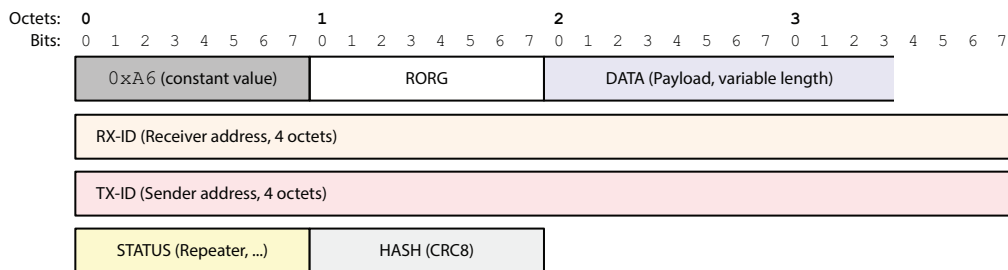 Octets: 0 1 2 3
Bits: 0 1 2 3 4 5 6 7 0 1 2 3 4 5 6 7 0 1 2 3 4 5 6 7 0 1 2 3 4 5 6 7
0xA6 (constant value) RORG DATA (Payload, variable length)
RX-ID (Receiver address, 4 octets)
TX-ID (Sender address, 4 octets)
STATUS (Repeater, ...) HASH (CRC8)